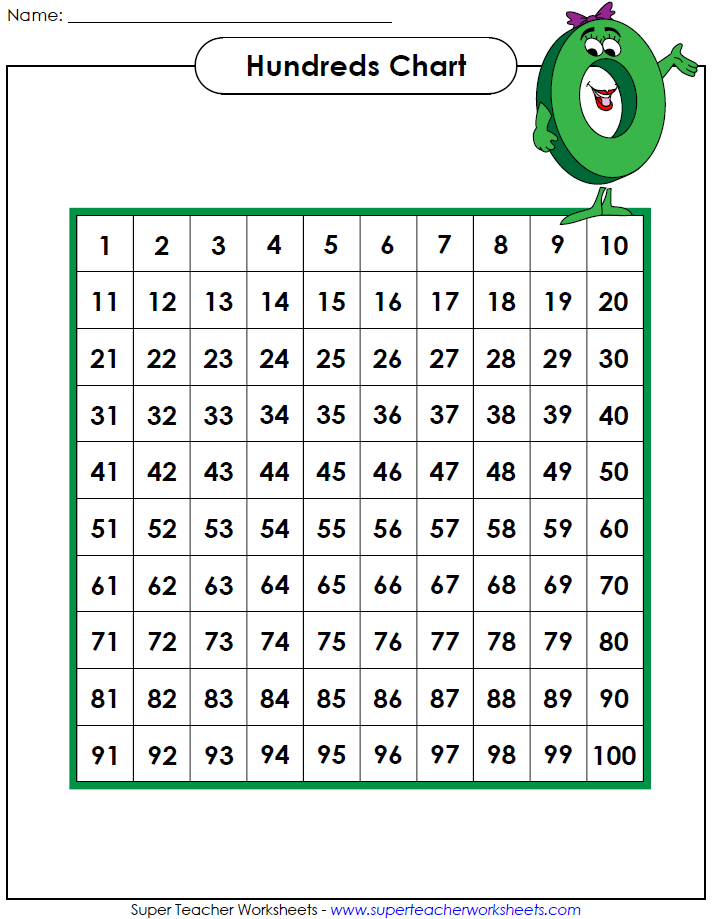 Name: ___________________________________
Hundreds Chart
1 2 3 4 5 6 7 8 9 10
11 12 13 14 15 16 17 18 19 20
21 22 23 24 25 26 27 28 29 30
31 32 33 34 35 36 37 38 39 40
41 42 43 44 45 46 47 48 49 50
51 52 53 54 55 56 57 58 59 60
61 62 63 64 65 66 67 68 69 70
71 72 73 74 75 76 77 78 79 80
81 82 83 84 85 86 87 88 89 90
91 92 93 94 95 96 97 98 99 100
Super Teacher Worksheets - www.superteacherworksheets.com